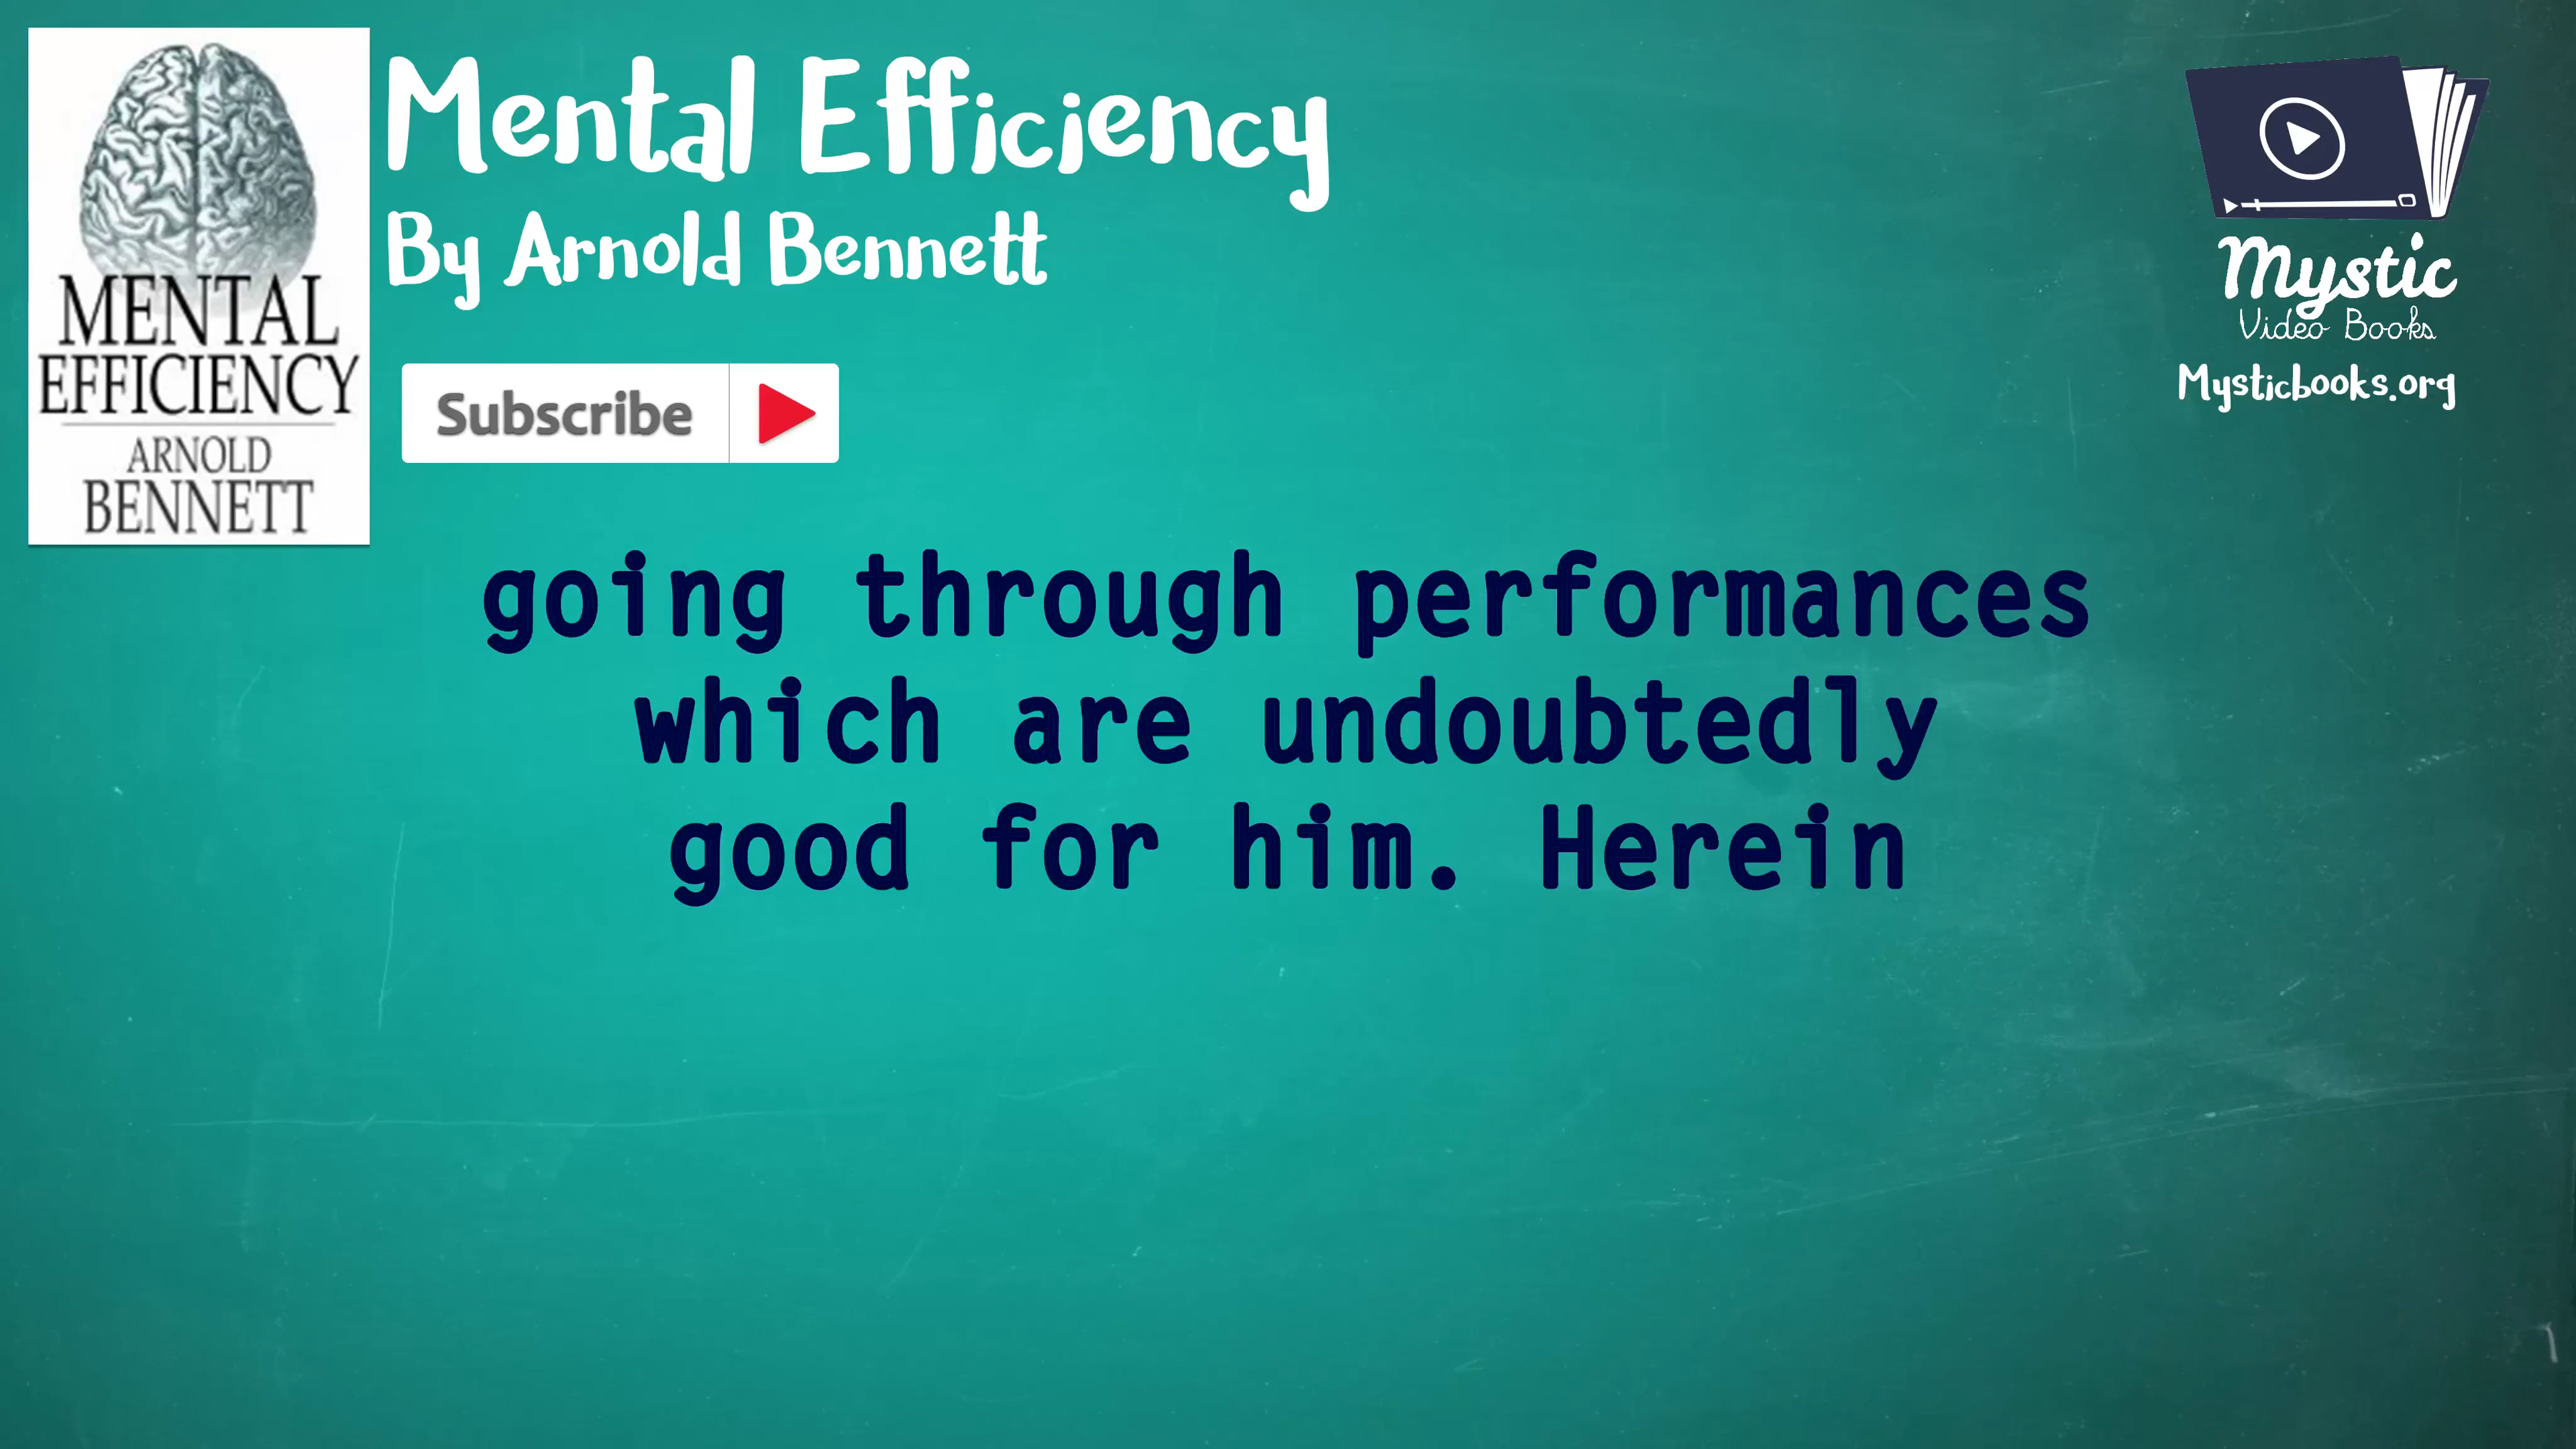 MENTAL
EFFICIENCY
ARNOLD
BENNETT
Mental Efficiency
By Arnold Bennett
Subscribe
Mystic
Video Books
Mysticbooks.org
going through performances
which are undoubtedly
good for him. Herein